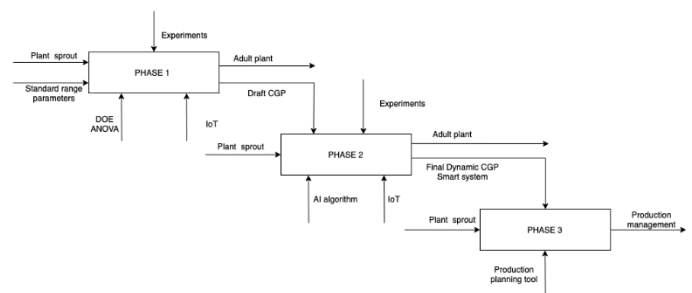 Experiments
Plant sprout
PHASE 1
Adult plant
Standard range
parameters
Draft CGP
DOE
ANOVA
IoT
Experiments
Plant sprout
PHASE 2
Adult plant
Final Dynamic CGP
Smart system
AI algorithm
IoT
Plant sprout
PHASE 3
Production
management
Production
planning tool